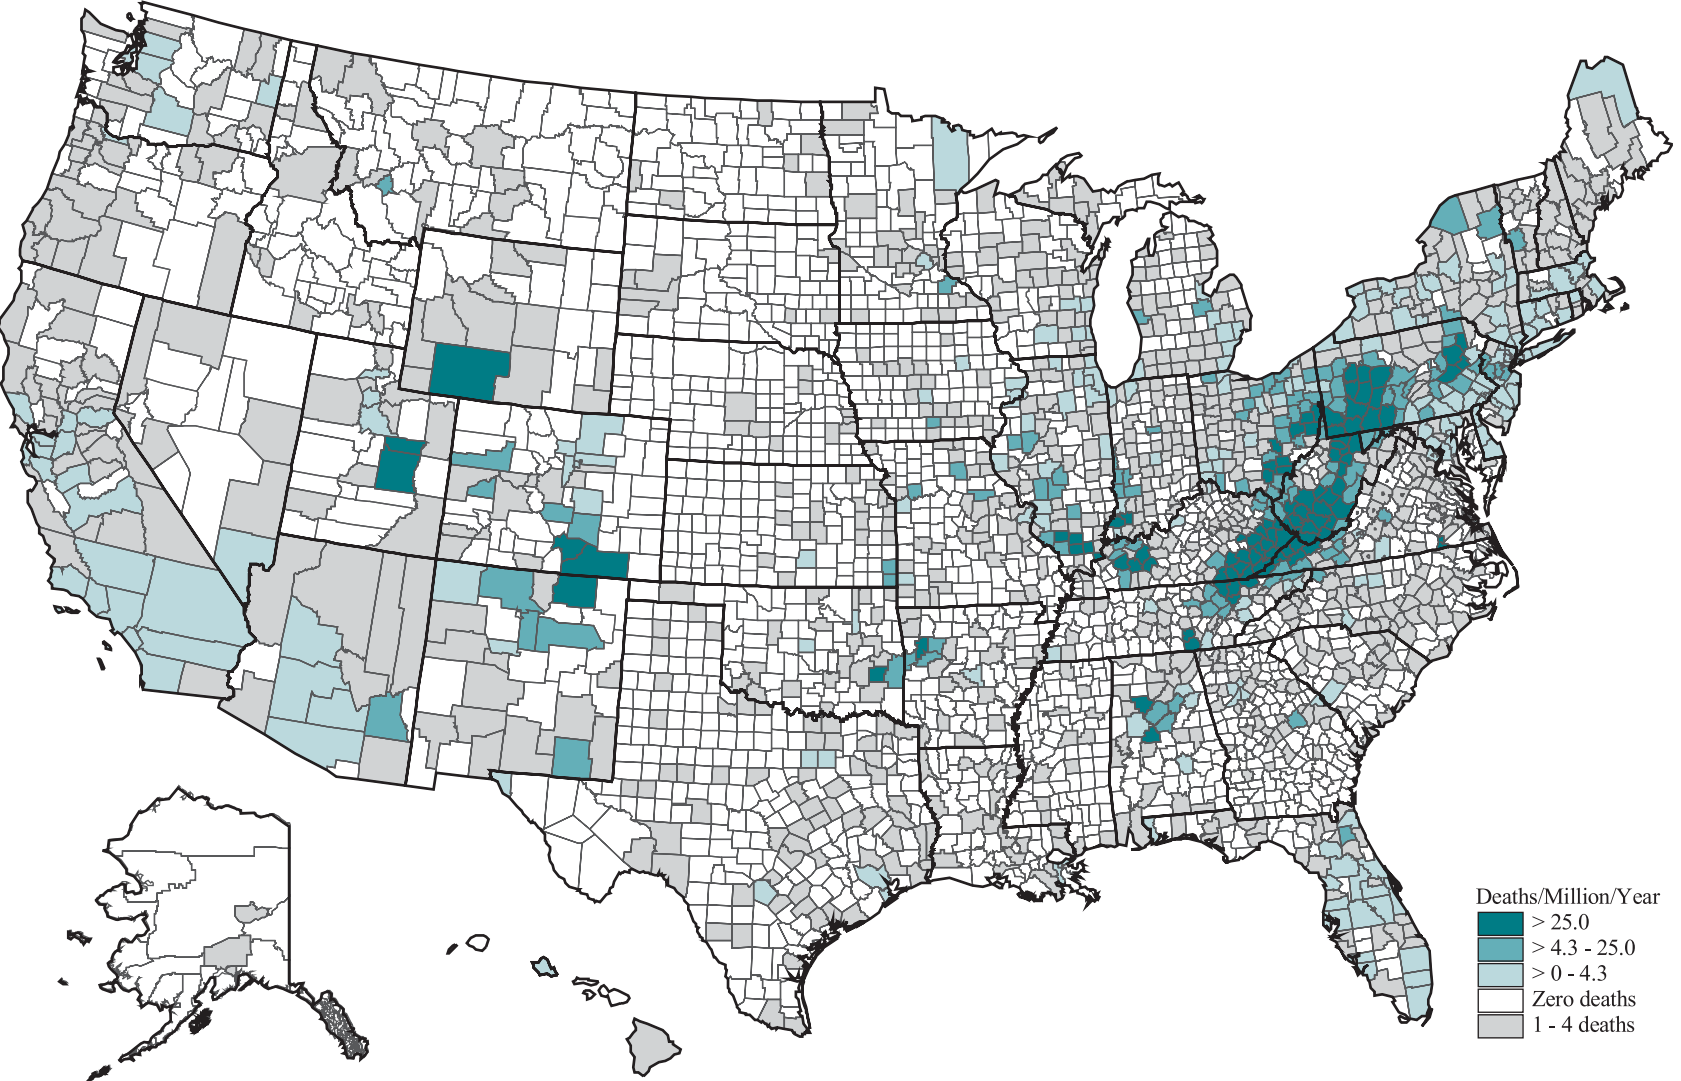 Deaths/Million/Year
> 25.0
> 4.3 - 25.0
> 0 - 4.3
Zero deaths
1 - 4 deaths